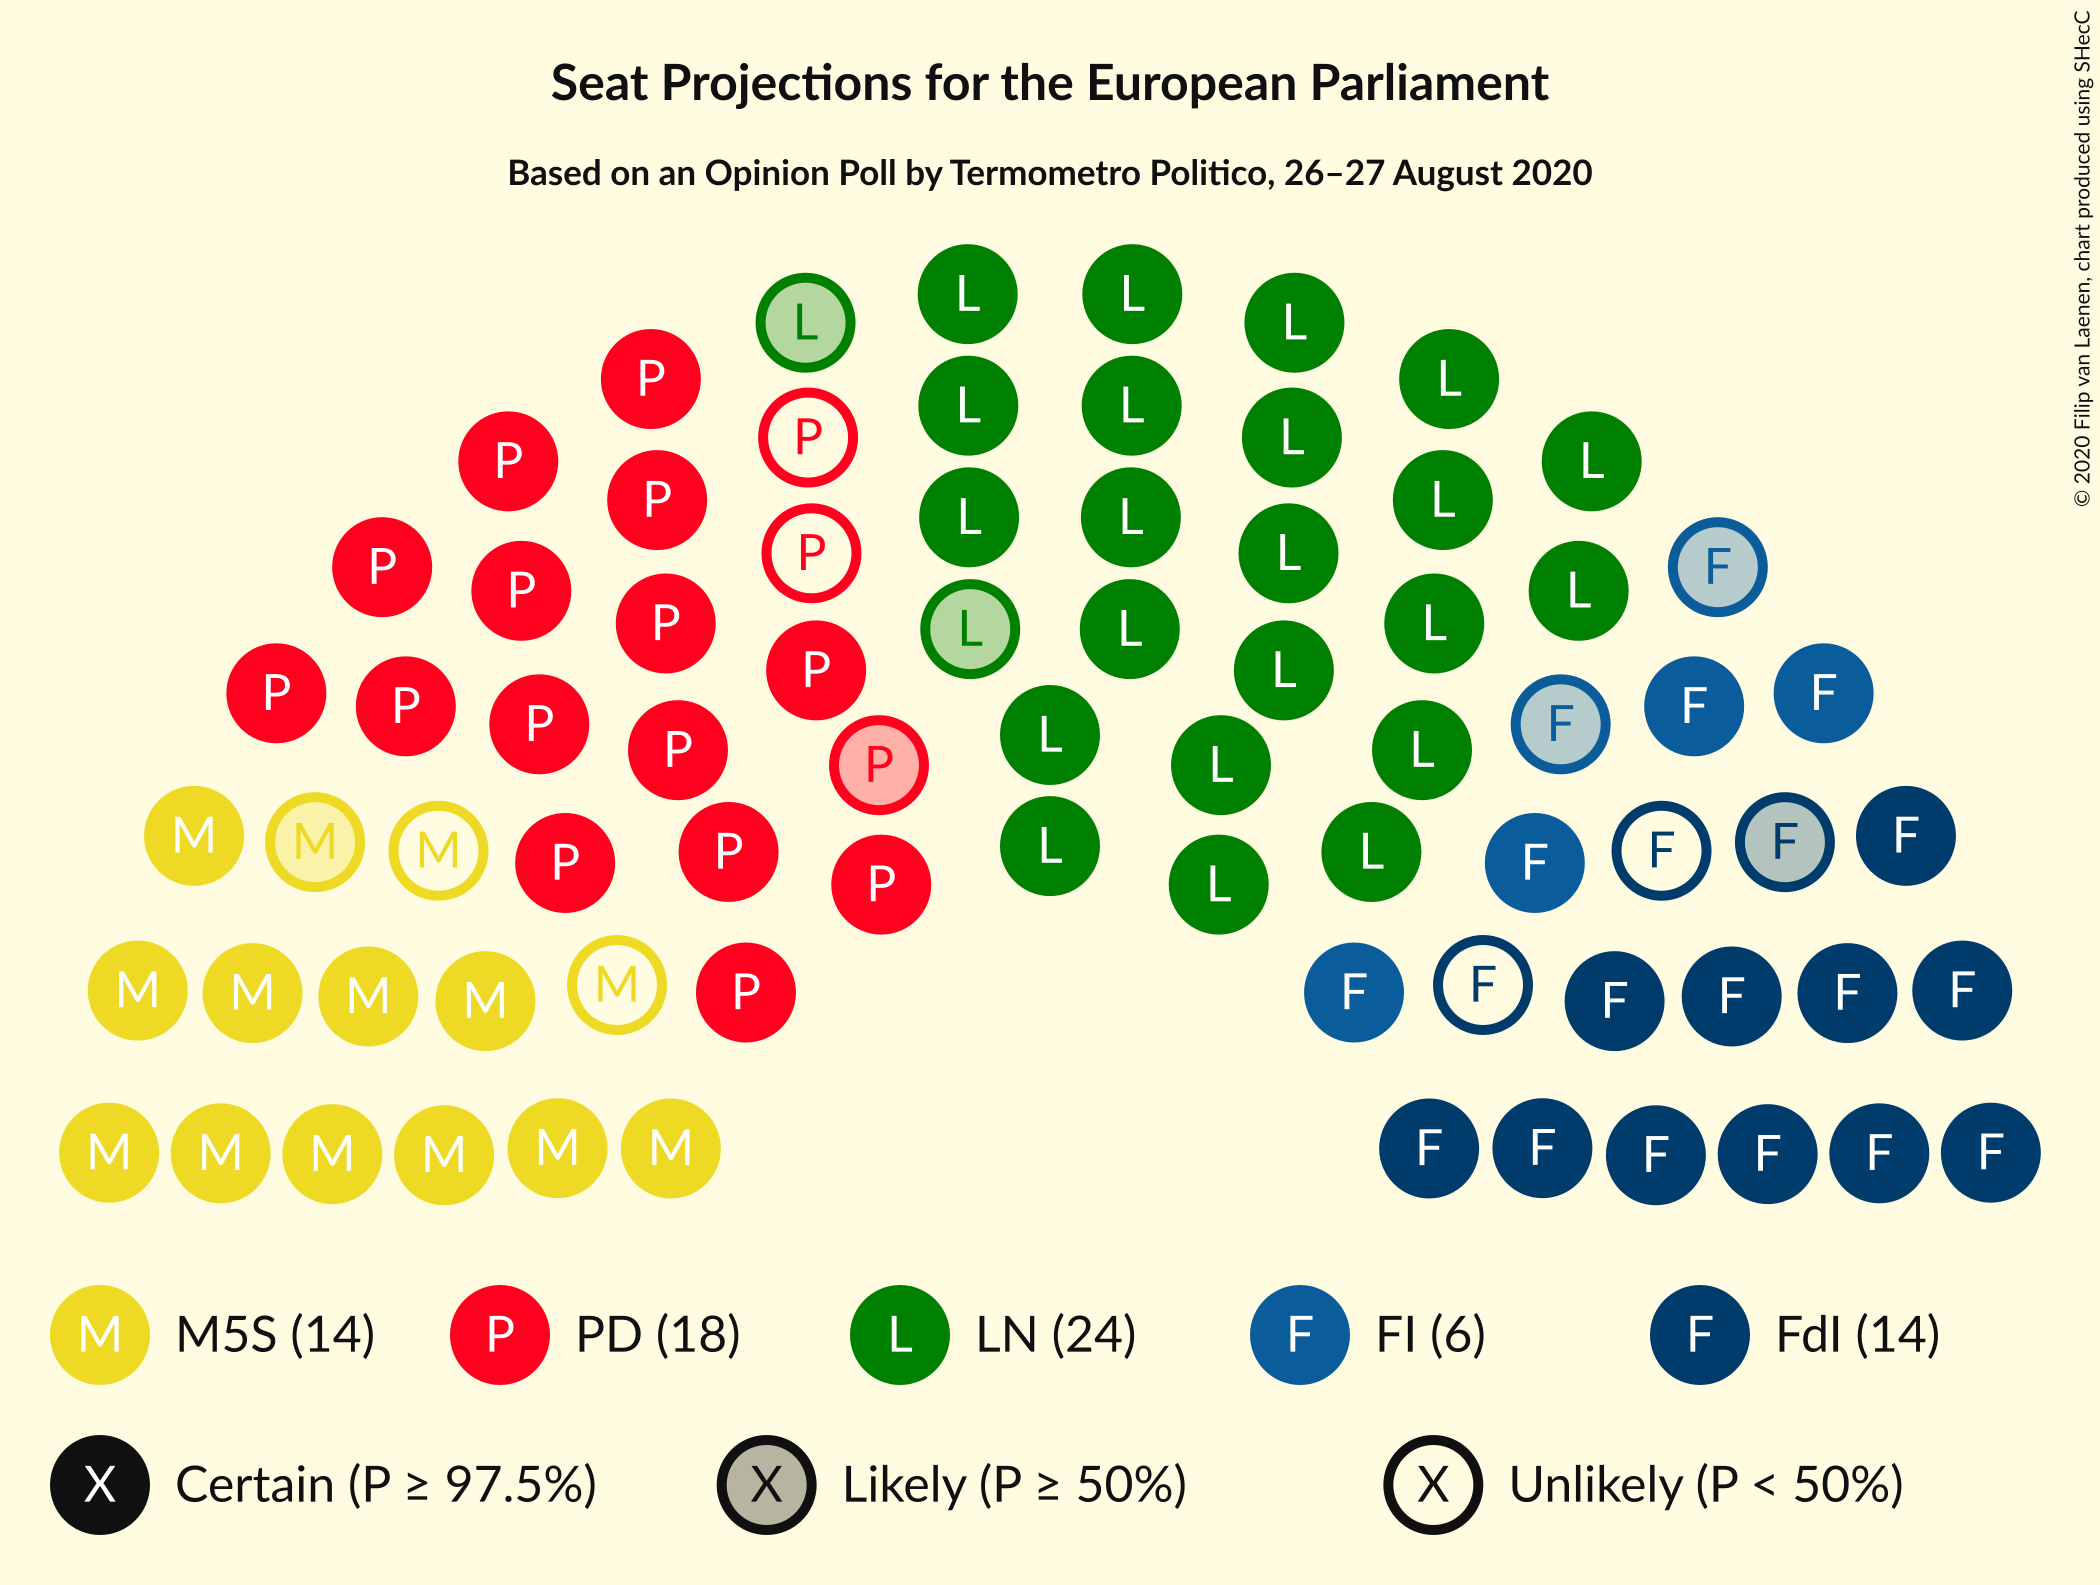 Seat Projections for the European Parliament
Based on an Opinion Poll by Termometro Politico, 26–27 August 2020
© 2020 Filip van Laenen, chart produced using SHecC
L L
L L
P L
L L
P L
P L
P L
L L
P L
P F
P L
P L
L L
P L
P F
P F
P F
L
P L
P L
M M M P P L L F F F F
P L
M M M M M P F F F F F F
M M M M M M F F F F F F
M M5S (14) P PD (18) L LN (24) F FI (6) F FdI (14)
X Certain (P ≥ 97.5%) X Likely (P ≥ 50%) X Unlikely (P < 50%)